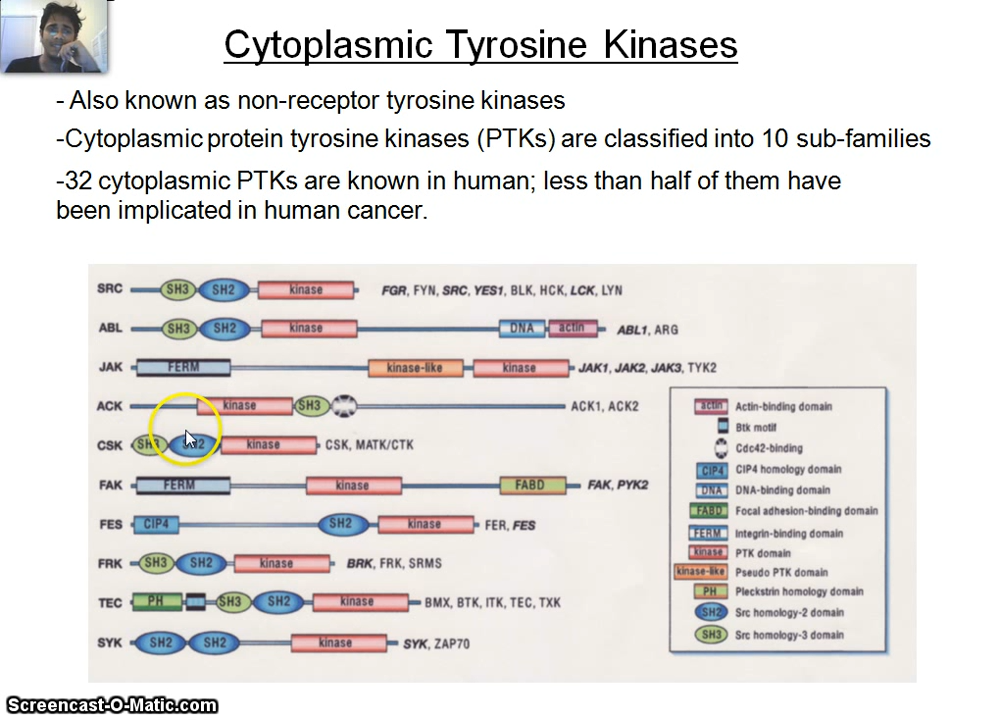 Cytoplasmic Tyrosine Kinases
- Also known as non-receptor tyrosine kinases
-Cytoplasmic protein tyrosine kinases (PTKs) are classified into 10 sub-families
-32 cytoplasmic PTKs are known in human; less than half of them have
been implicated in human cancer.
SRC SH3 SH2 kinase FGR, FYN, SRC, YES1, BLK, HCK, LCK, LYN
ABL SH3 SH2 kinase DNA actin ABL1, ARG
JAK FERM kinase-like kinase JAK1, JAK2, JAK3, TYK2
ACK kinase SH3 ACK1, ACK2
CSK SH3 SH2 kinase CSK, MATK/CTK
FAK FERM kinase FABD FAK, PYK2
FES CIP4 SH2 kinase FER, FES
FRK SH3 SH2 kinase BRK, FRK, SRMS
TEC PH SH3 SH2 kinase BMX, BTK, ITK, TEC, TXK
SYK SH2 SH2 kinase SYK, ZAP70
actin Actin-binding domain
Btk motif
Cdc42-binding
CIP4 CIP4 homology domain
DNA DNA-binding domain
FABD Focal adhesion-binding domain
FERM Integrin-binding domain
kinase PTK domain
kinase-like Pseudo PTK domain
PH Pleckstrin homology domain
SH2 Src homology-2 domain
SH3 Src homology-3 domain
Screencast-O-Matic.com